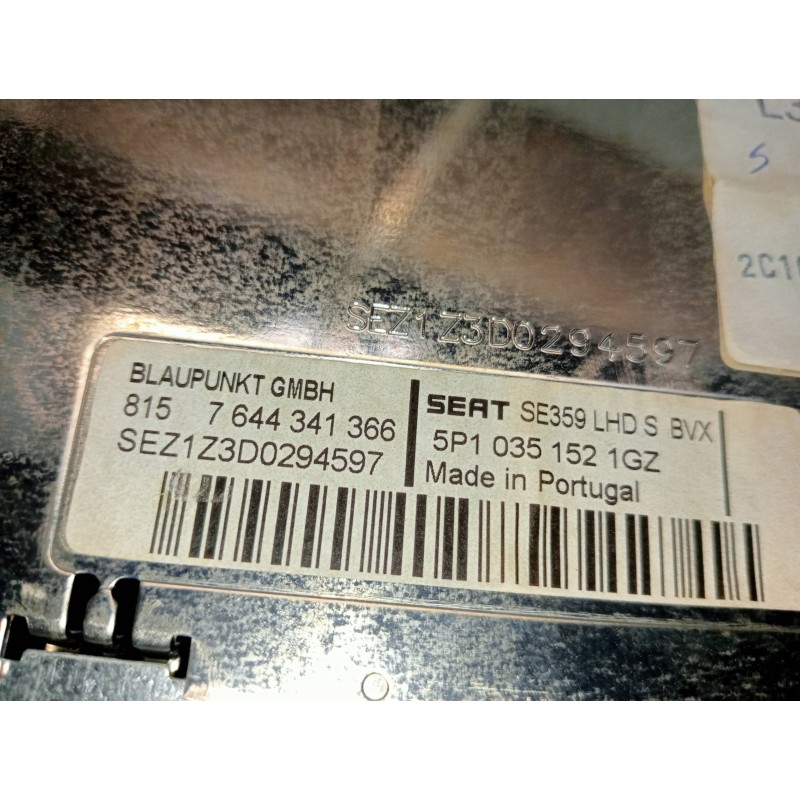 S
SEZ1Z3D0294597
BLAUPUNKT GMBH
815 7 644 341 366
SEZ1Z3D0294597
SEAT SE359 LHD S BVX
5P1 035 152 1GZ
Made in Portugal